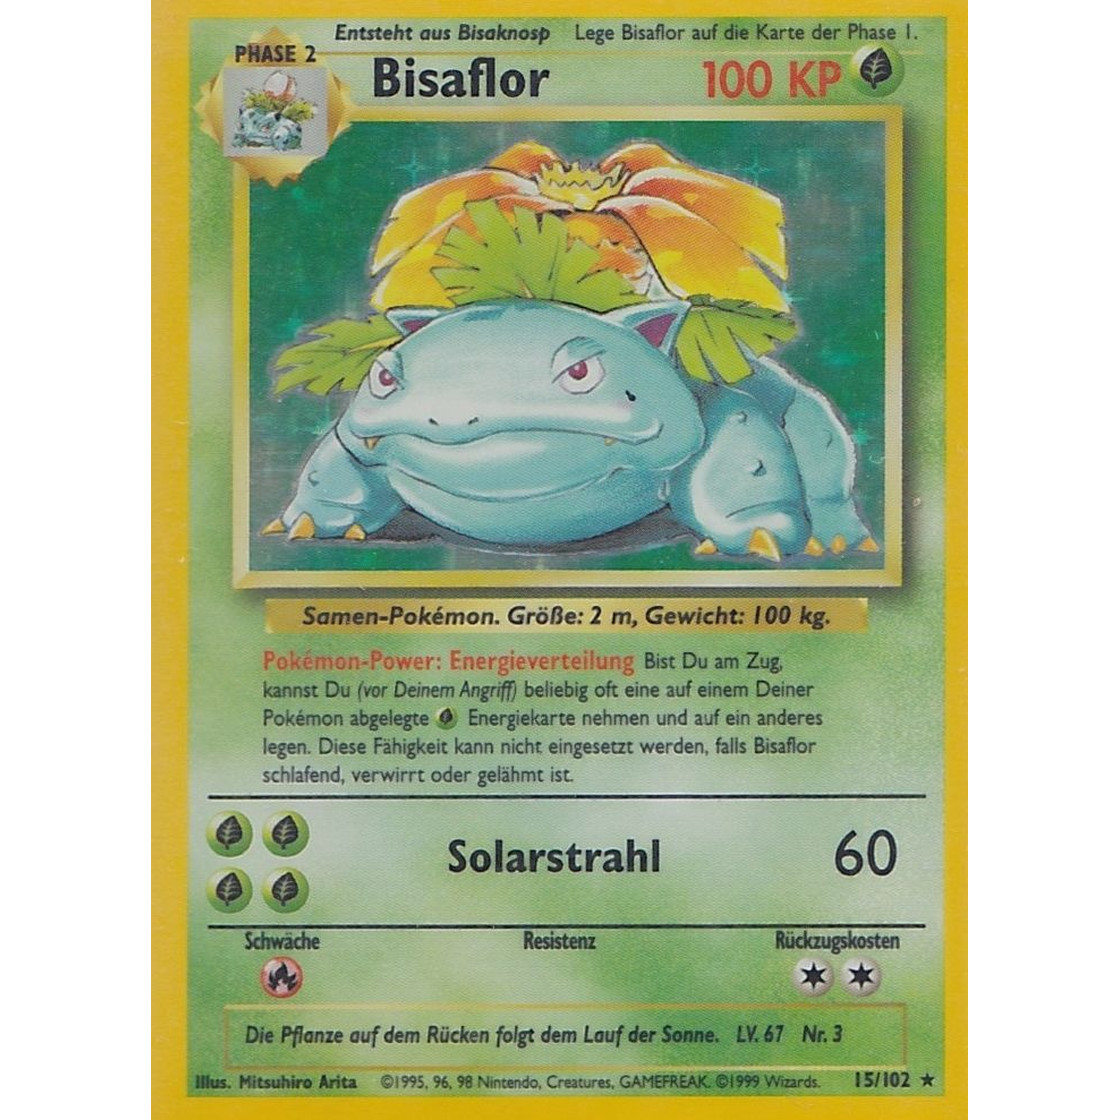 Entsteht aus Bisaknosp Lege Bisaflor auf die Karte der Phase 1.
PHASE 2
Bisaflor 100 KP
Samen-Pokémon. Größe: 2 m, Gewicht: 100 kg.
Pokémon-Power: Energieverteilung Bist Du am Zug,
kannst Du (vor Deinem Angriff) beliebig oft eine auf einem Deiner
Pokémon abgelegte Energiekarte nehmen und auf ein anderes
legen. Diese Fähigkeit kann nicht eingesetzt werden, falls Bisaflor
schlafend, verwirrt oder gelähmt ist.
Solarstrahl 60
Schwäche Resistenz Rückzugskosten
Die Pflanze auf dem Rücken folgt dem Lauf der Sonne. LV. 67 Nr. 3
Illus. Mitsuhiro Arita ©1995, 96, 98 Nintendo, Creatures, GAMEFREAK. ©1999 Wizards. 15/102 ★